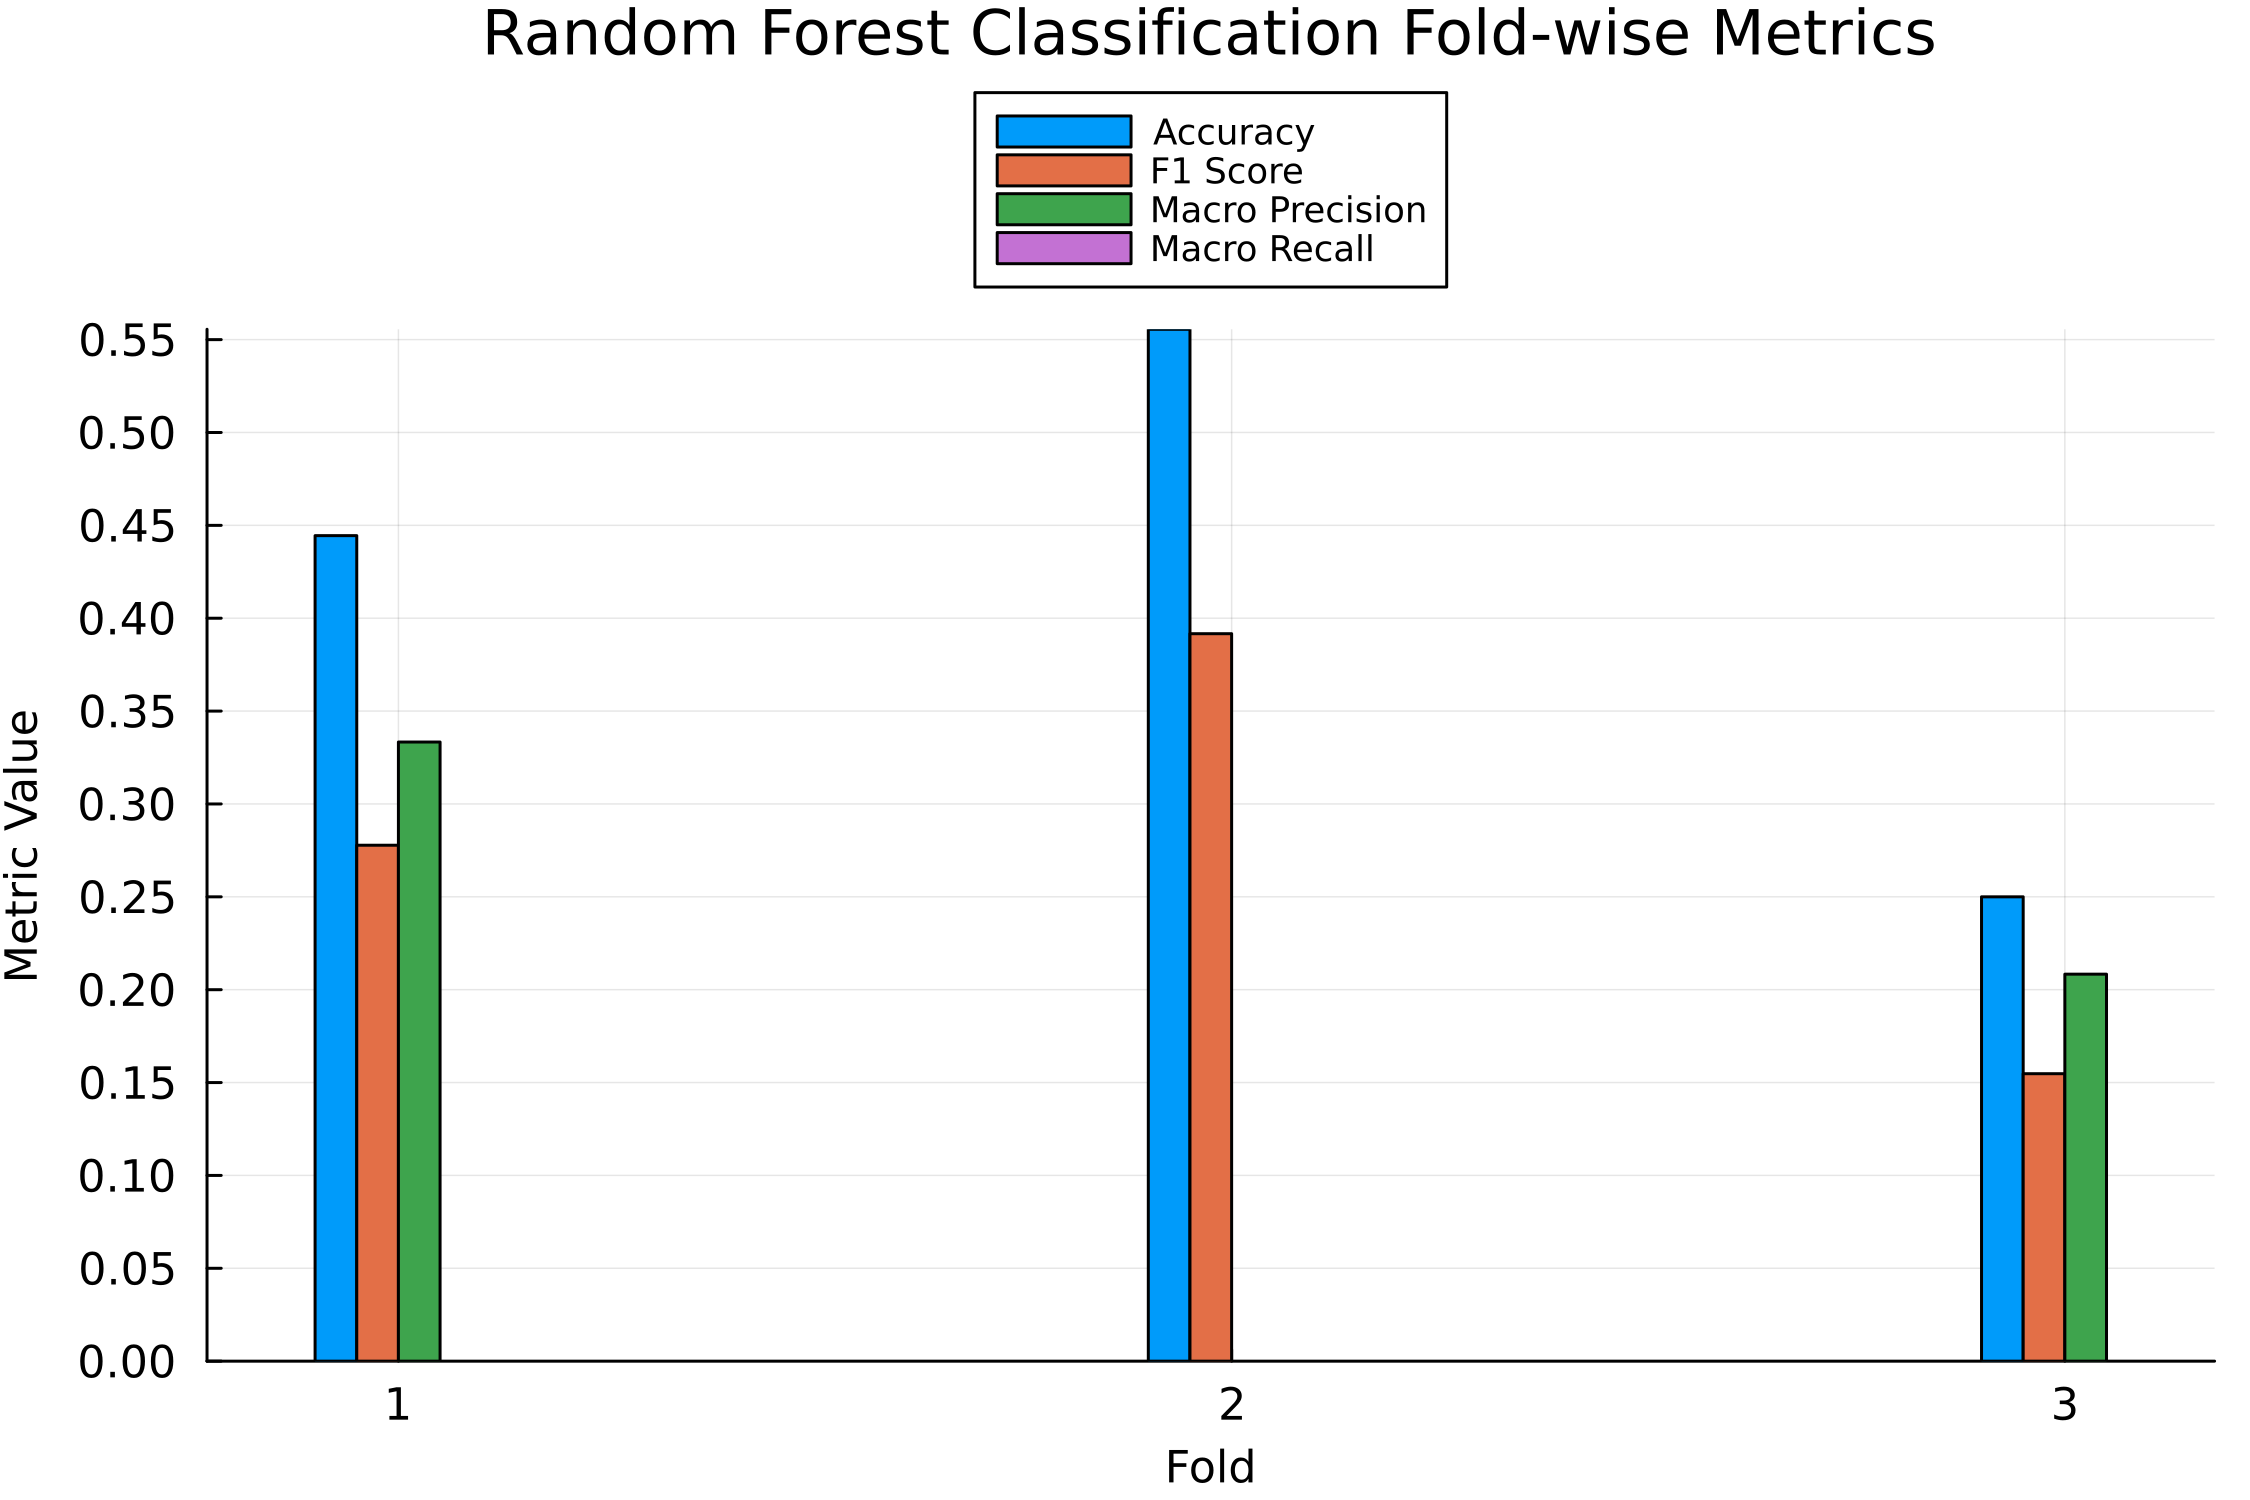 Random Forest Classification Fold-wise Metrics
Accuracy
F1 Score
Macro Precision
Macro Recall
0.55
0.50
0.45
0.40
0.35
0.30
0.25
0.20
0.15
0.10
0.05
0.00
Metric Value
1 2 3
Fold